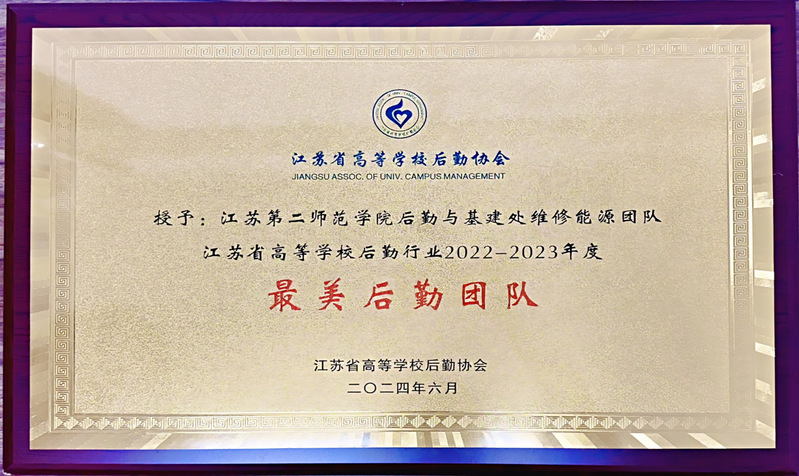 江苏省高等学校后勤协会
JIANGSU ASSOC. OF UNIV. CAMPUS MANAGEMENT
授予：江苏第二师范学院后勤与基建处维修能源团队
江苏省高等学校后勤行业2022-2023年度
最美后勤团队
江苏省高等学校后勤协会
二〇二四年六月